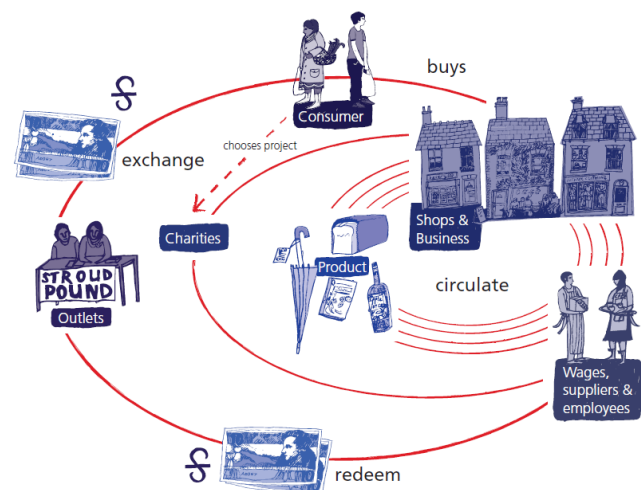 buys
Consumer
exchange
chooses project
Charities
Shops &
Business
Product
STROUD
POUND
Outlets
circulate
Wages,
suppliers &
employees
redeem